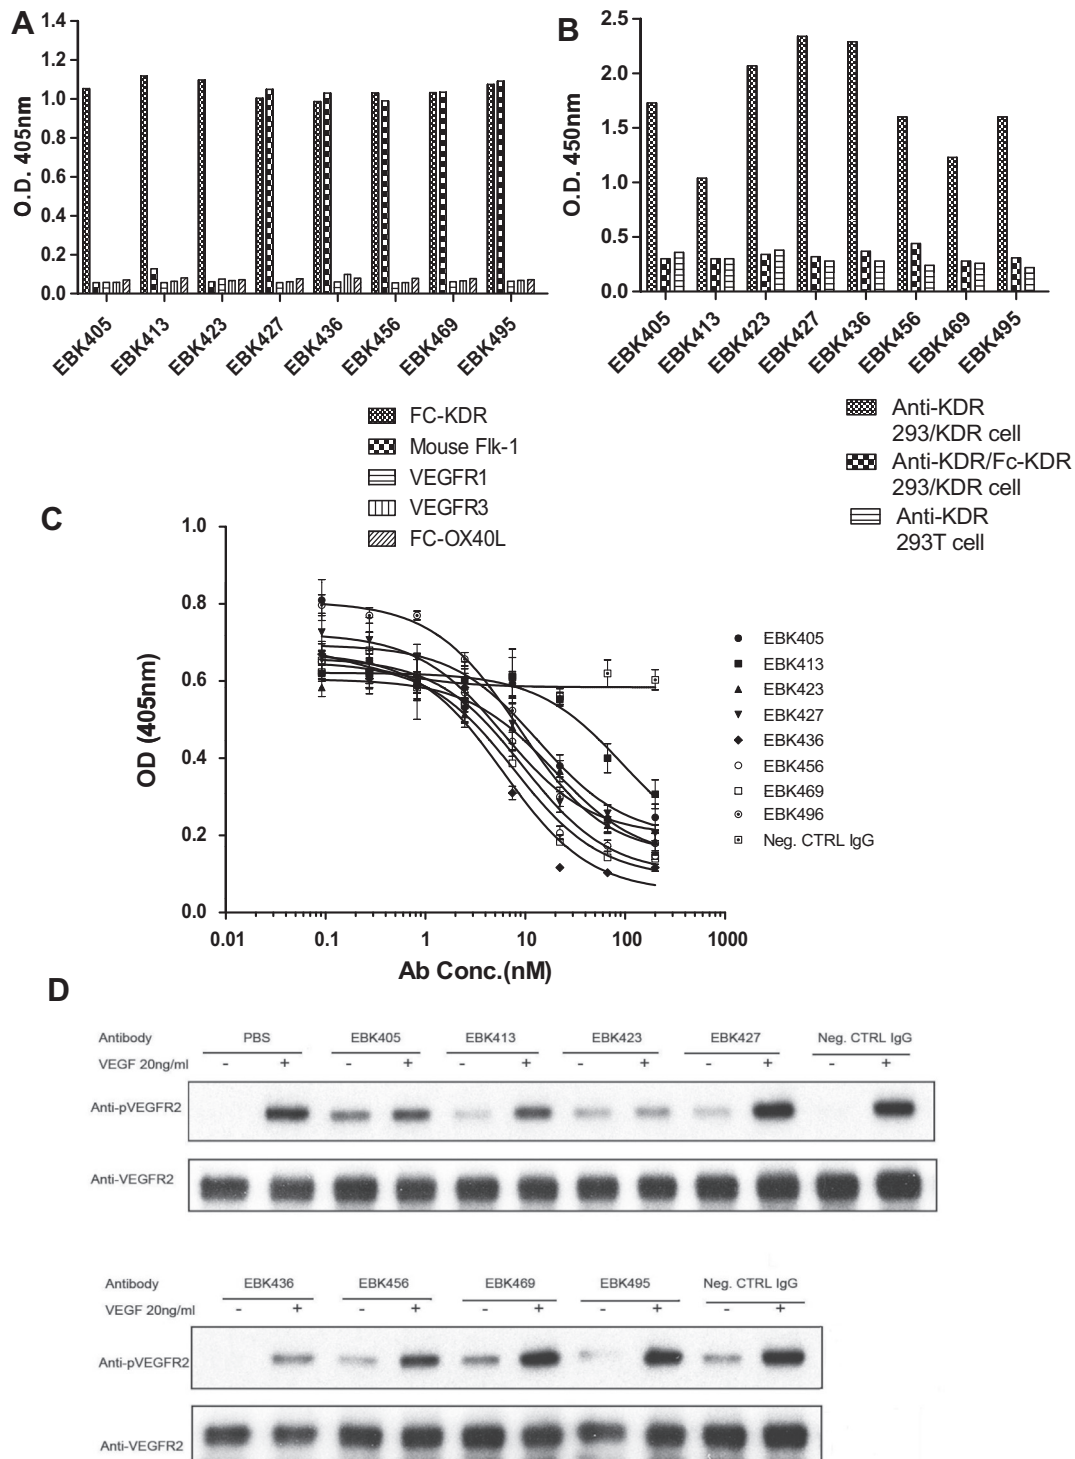 A
O.D. 405nm
1.4
1.2
1.0
0.8
0.6
0.4
0.2
0.0
EBK405
EBK413
EBK423
EBK427
EBK436
EBK456
EBK469
EBK495
FC-KDR
Mouse Flk-1
VEGFR1
VEGFR3
FC-OX40L
B
O.D. 450nm
2.5
2.0
1.5
1.0
0.5
0.0
EBK405
EBK413
EBK423
EBK427
EBK436
EBK456
EBK469
EBK495
Anti-KDR
293/KDR cell
Anti-KDR/Fc-KDR
293/KDR cell
Anti-KDR
293T cell
C
OD (405nm)
1.0
0.8
0.6
0.4
0.2
0.0
0.01
0.1
1
10
100
1000
Ab Conc.(nM)
EBK405
EBK413
EBK423
EBK427
EBK436
EBK456
EBK469
EBK496
Neg. CTRL IgG
D
Antibody PBS EBK405 EBK413 EBK423 EBK427 Neg. CTRL IgG
VEGF 20ng/ml - + - + - + - + - + - +
Anti-pVEGFR2
Anti-VEGFR2
Antibody EBK436 EBK456 EBK469 EBK495 Neg. CTRL IgG
VEGF 20ng/ml - + - + - + - + - +
Anti-pVEGFR2
Anti-VEGFR2